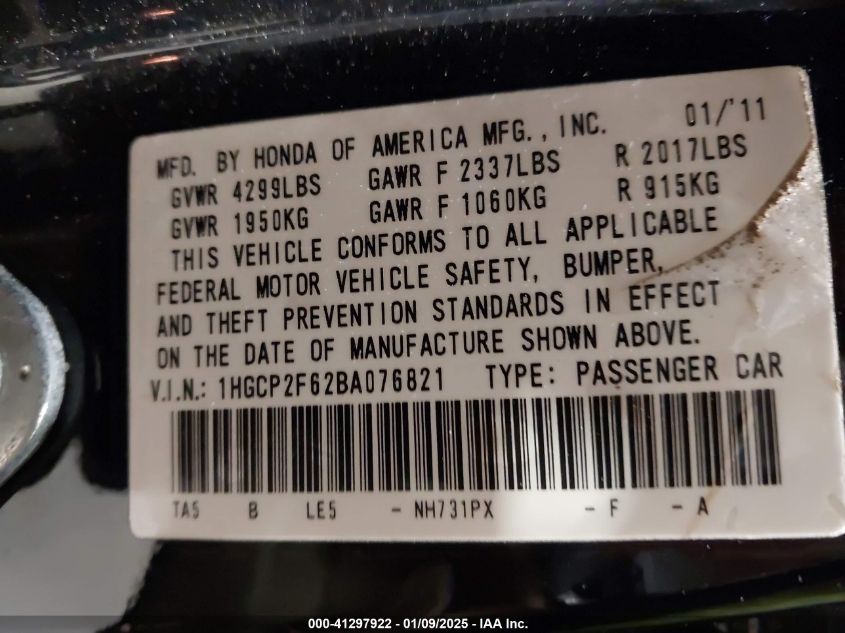 MFD. BY HONDA OF AMERICA MFG., INC. 01/'11
GVWR 4299LBS GAWR F 2337LBS R 2017LBS
GVWR 1950KG GAWR F 1060KG R 915KG
THIS VEHICLE CONFORMS TO ALL APPLICABLE
FEDERAL MOTOR VEHICLE SAFETY, BUMPER,
AND THEFT PREVENTION STANDARDS IN EFFECT
ON THE DATE OF MANUFACTURE SHOWN ABOVE.
V.I.N.: 1HGCP2F62BA076821 TYPE: PASSENGER CAR
TA5 B LE5 - NH731PX - F - A
000-41297922 - 01/09/2025 - IAA Inc.